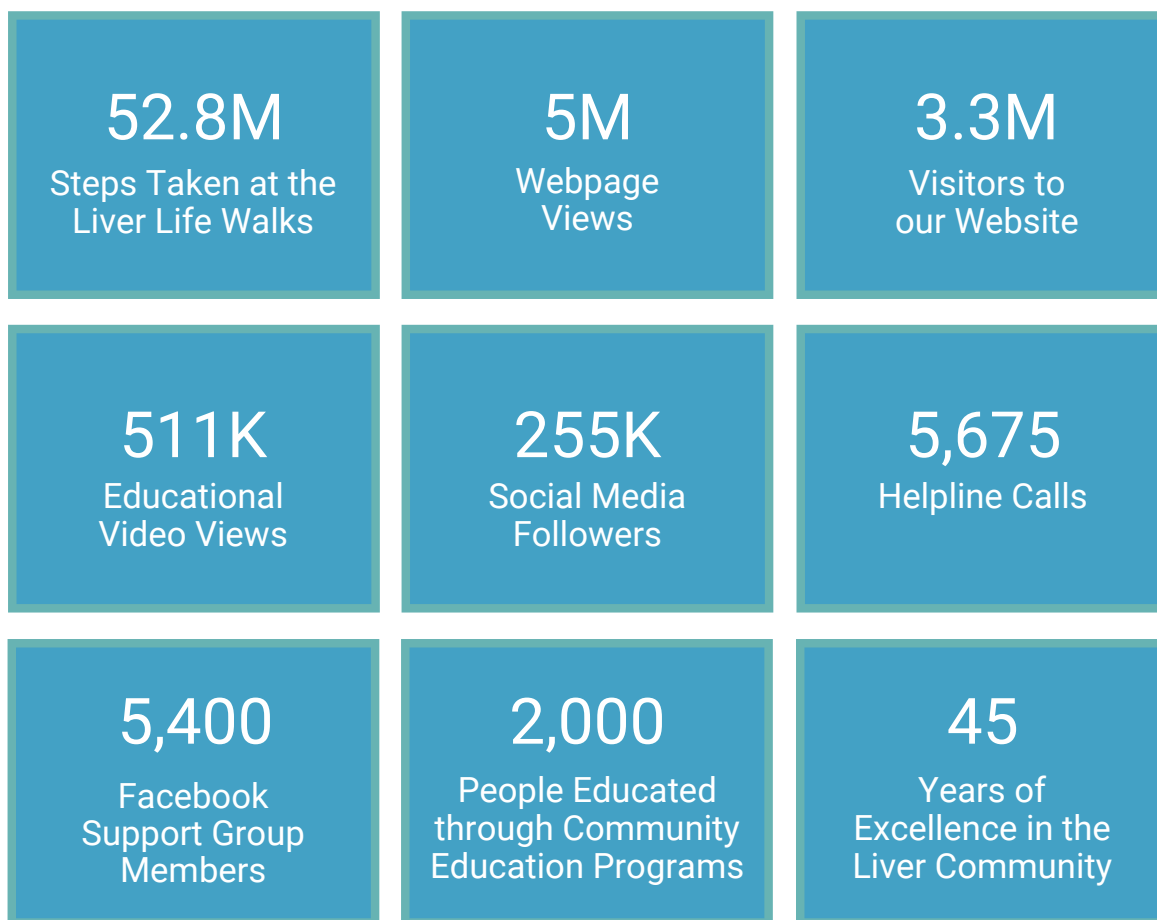 52.8M
Steps Taken at the
Liver Life Walks
5M
Webpage
Views
3.3M
Visitors to
our Website
511K
Educational
Video Views
255K
Social Media
Followers
5,675
Helpline Calls
5,400
Facebook
Support Group
Members
2,000
People Educated
through Community
Education Programs
45
Years of
Excellence in the
Liver Community